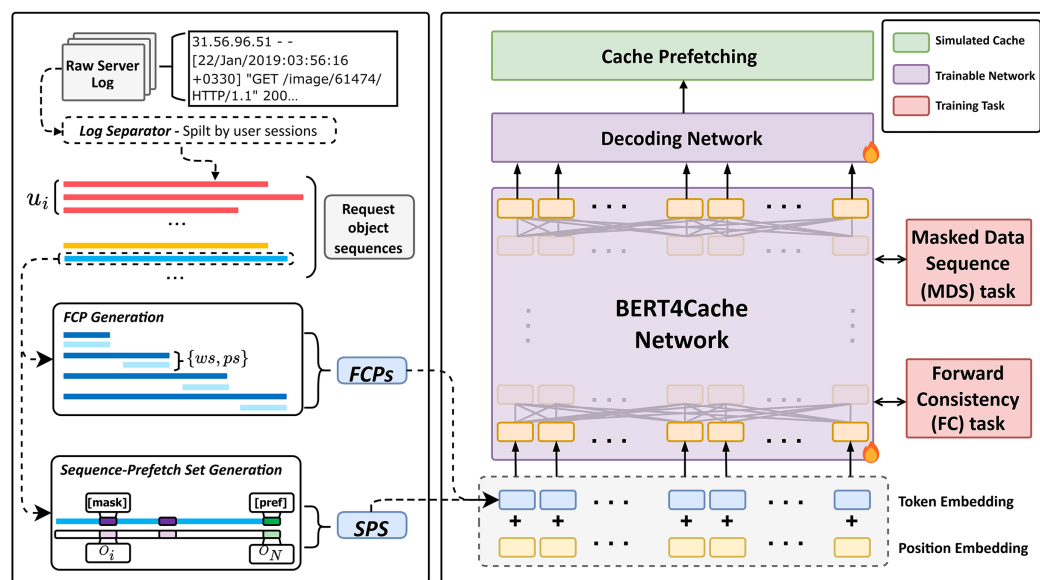 Raw Server
Log
31.56.96.51 - -
[22/Jan/2019:03:56:16
+0330] "GET /image/61474/
HTTP/1.1" 200...
Log Separator - Spilt by user sessions
u_i
...
...
Request
object
sequences
FCP Generation
{ws, ps}
FCPs
Sequence-Prefetch Set Generation
[mask]
[pref]
O_i
O_N
SPS
Cache Prefetching
Decoding Network
Simulated Cache
Trainable Network
Training Task
. . .
. . .
. . .
. . .
BERT4Cache
Network
. . .
. . .
. . .
. . .
Masked Data
Sequence
(MDS) task
Forward
Consistency
(FC) task
. . .
. . .
Token Embedding
+ + + + +
. . .
. . .
Position Embedding